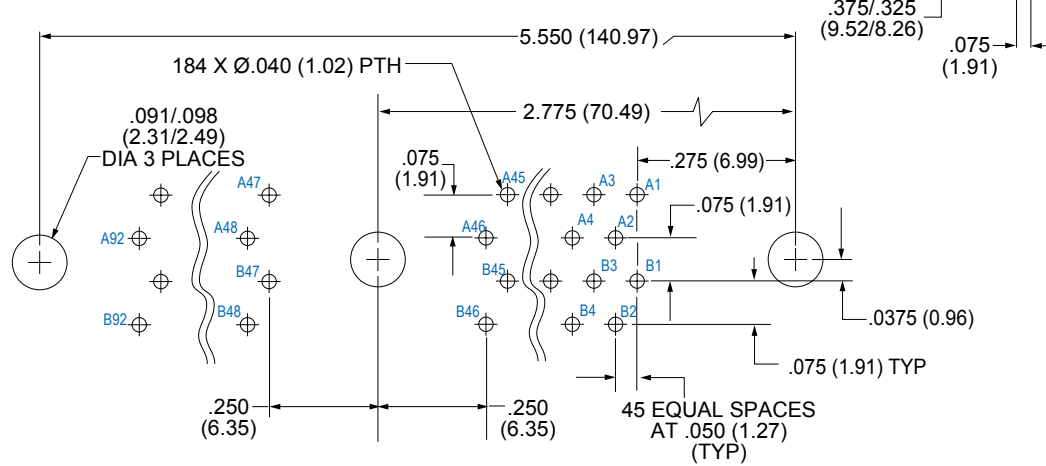 .375/.325
(9.52/8.26)
5.550 (140.97)
.075
(1.91)
184 X Ø.040 (1.02) PTH
2.775 (70.49)
.091/.098
(2.31/2.49)
DIA 3 PLACES
.075
(1.91)
.275 (6.99)
A47
A45
A3
A1
.075 (1.91)
A92
A48
A46
A4
A2
B47
B45
B3
B1
B92
B48
B46
B4
B2
.0375 (0.96)
.075 (1.91) TYP
.250
(6.35)
.250
(6.35)
45 EQUAL SPACES
AT .050 (1.27)
(TYP)